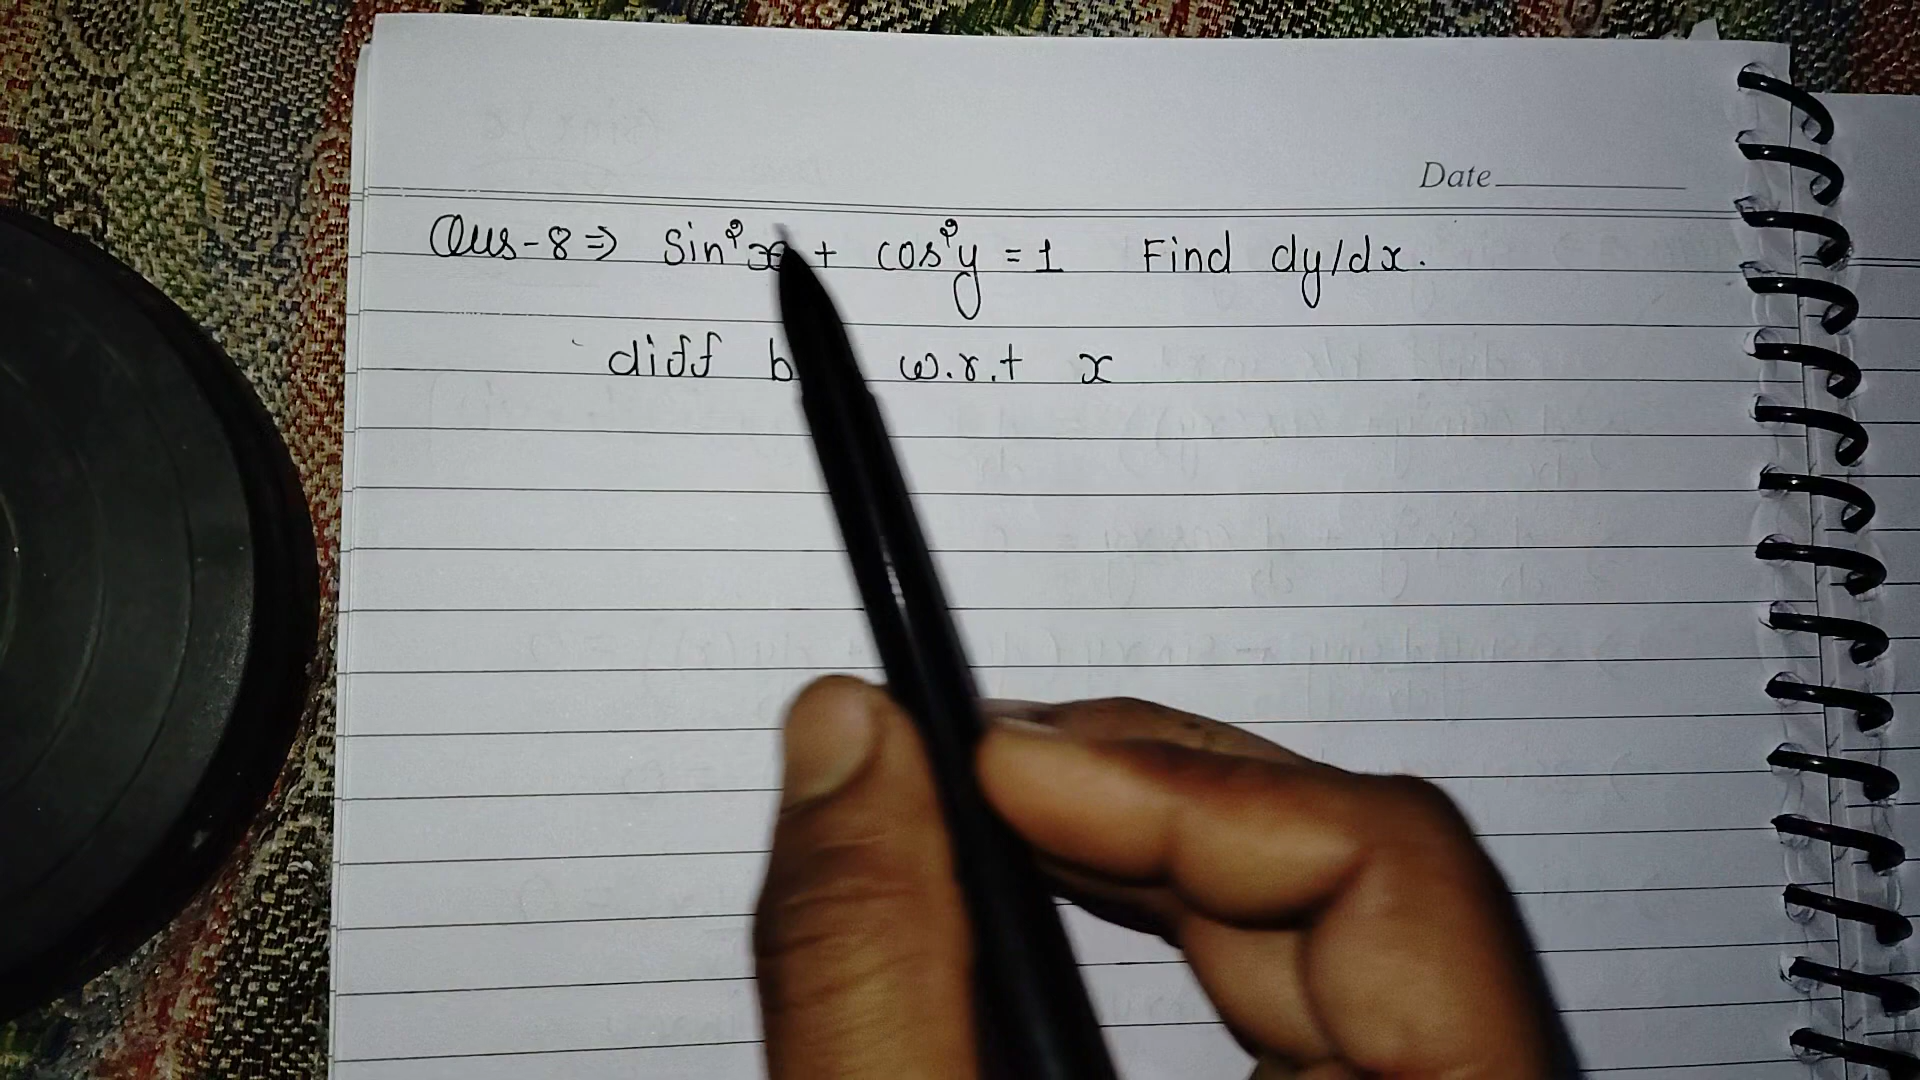 Date
Ques-8⇒ sin²x + cos²y = 1 Find dy/dx.
diff w.r.t x